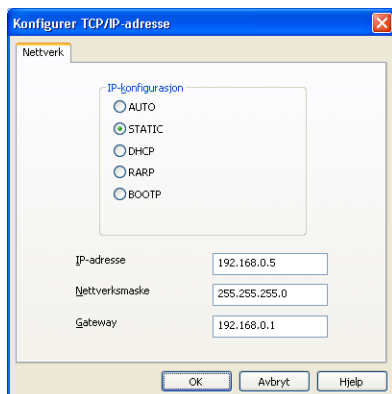 Konfigurer TCP/IP-adresse
Nettverk
IP-konfigurasjon
AUTO
STATIC
DHCP
RARP
BOOTP
IP-adresse 192.168.0.5
Nettverksmaske 255.255.255.0
Gateway 192.168.0.1
OK Avbryt Hjelp